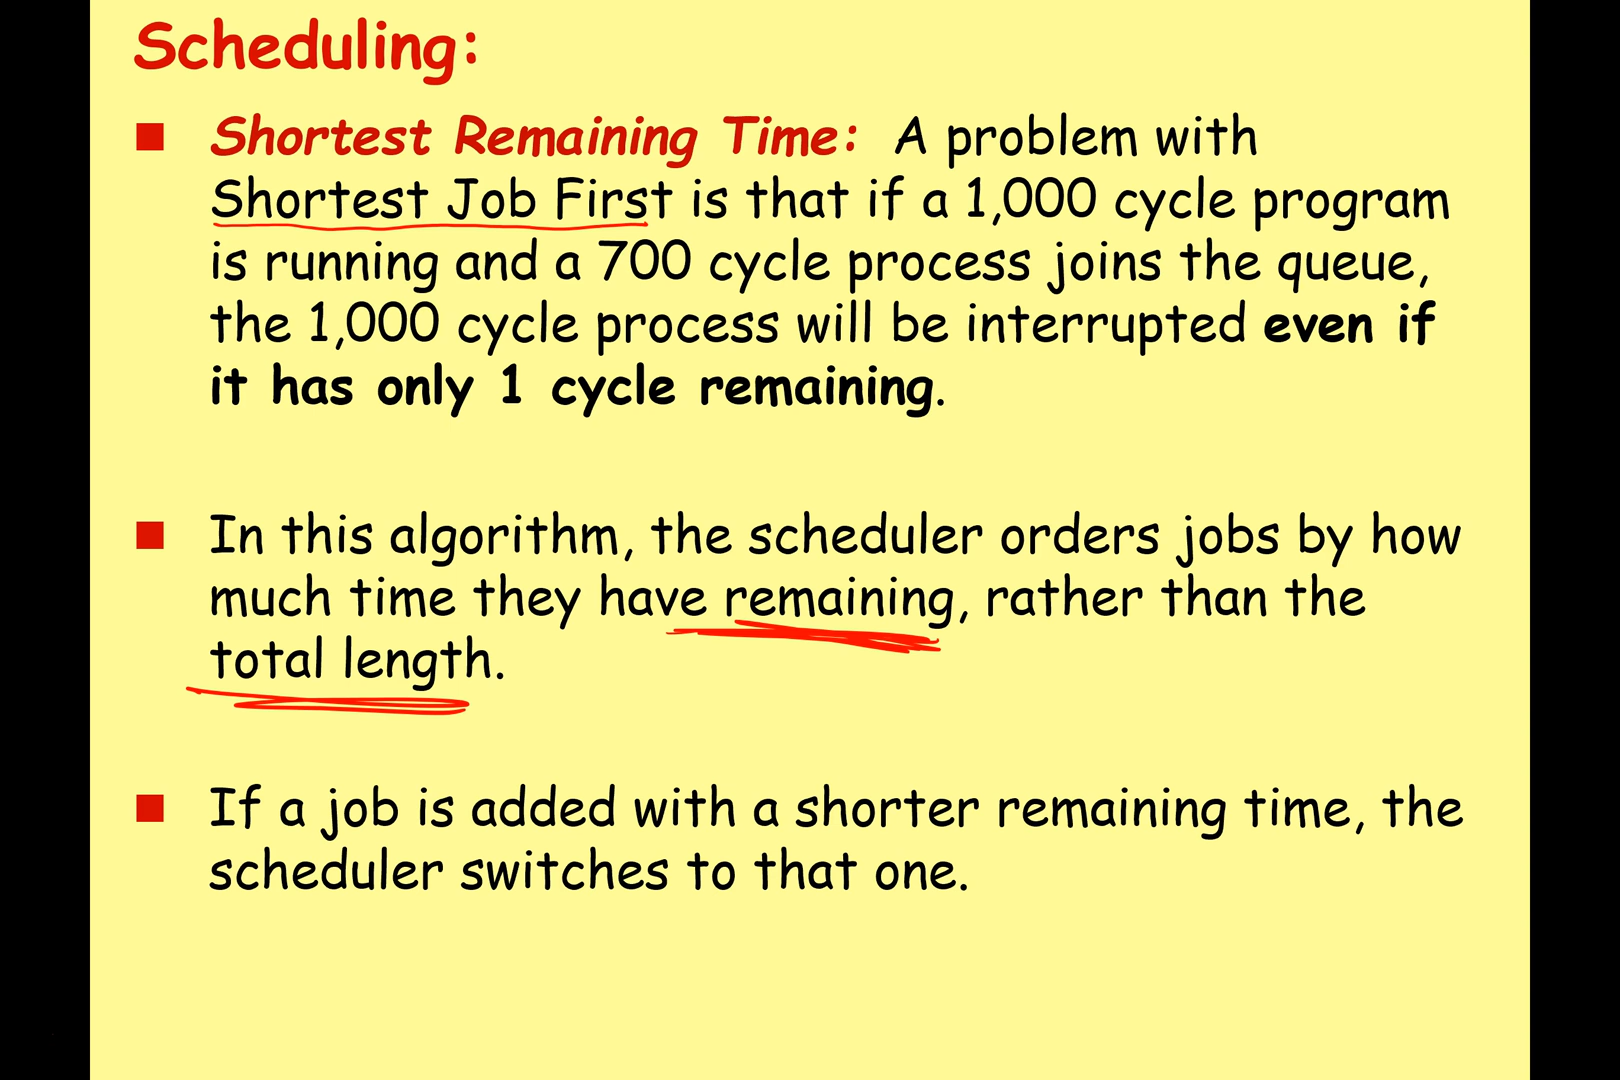 Scheduling:
Shortest Remaining Time: A problem with
Shortest Job First is that if a 1,000 cycle program
is running and a 700 cycle process joins the queue,
the 1,000 cycle process will be interrupted even if
it has only 1 cycle remaining.
In this algorithm, the scheduler orders jobs by how
much time they have remaining, rather than the
total length.
If a job is added with a shorter remaining time, the
scheduler switches to that one.